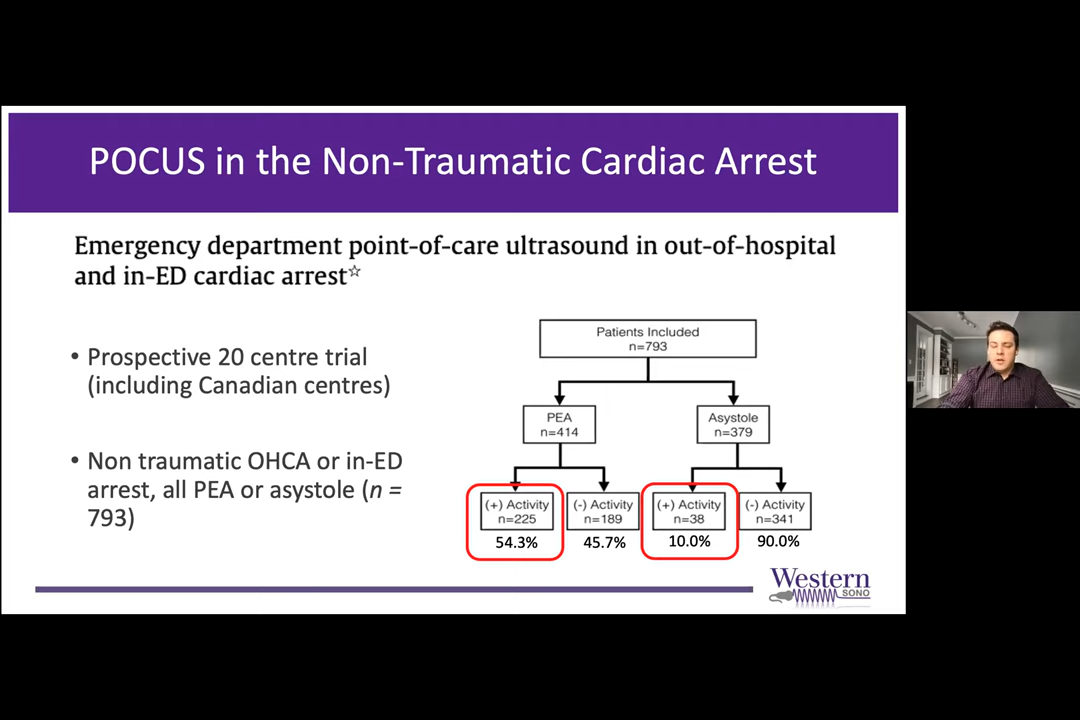 POCUS in the Non-Traumatic Cardiac Arrest
Emergency department point-of-care ultrasound in out-of-hospital
and in-ED cardiac arrest☆
• Prospective 20 centre trial
(including Canadian centres)
• Non traumatic OHCA or in-ED
arrest, all PEA or asystole (n =
793)
Patients Included
n=793
PEA
n=414
Asystole
n=379
(+) Activity
n=225
54.3%
(-) Activity
n=189
45.7%
(+) Activity
n=38
10.0%
(-) Activity
n=341
90.0%
Western
SONO